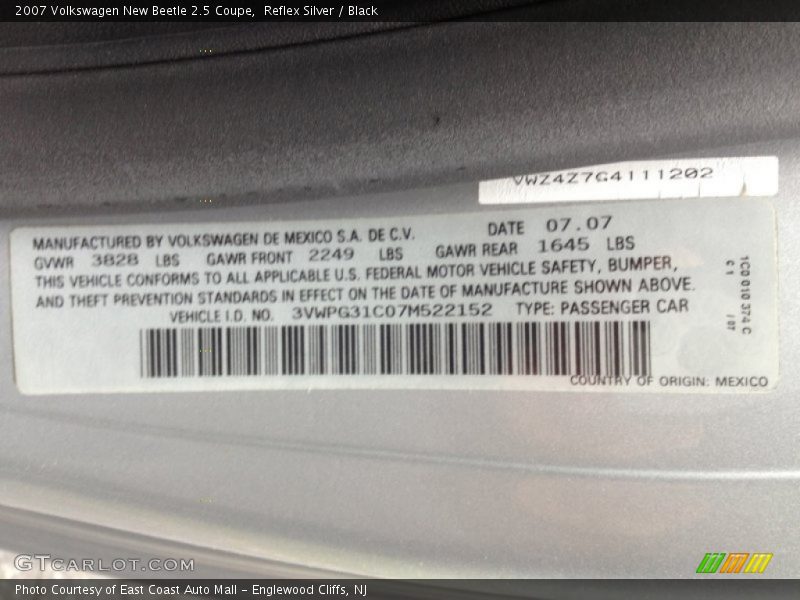 2007 Volkswagen New Beetle 2.5 Coupe,  Reflex Silver / Black
VWZ4Z7G4111202
MANUFACTURED BY VOLKSWAGEN DE MEXICO S.A. DE C.V. DATE 07.07
GVWR 3828 LBS GAWR FRONT 2249 LBS GAWR REAR 1645 LBS
THIS VEHICLE CONFORMS TO ALL APPLICABLE U.S. FEDERAL MOTOR VEHICLE SAFETY, BUMPER,
AND THEFT PREVENTION STANDARDS IN EFFECT ON THE DATE OF MANUFACTURE SHOWN ABOVE.
VEHICLE I.D. NO. 3VWPG31C07M522152 TYPE: PASSENGER CAR
COUNTRY OF ORIGIN: MEXICO
1C0 010 374 C
GTCARLOT.COM
Photo Courtesy of East Coast Auto Mall – Englewood Cliffs, NJ